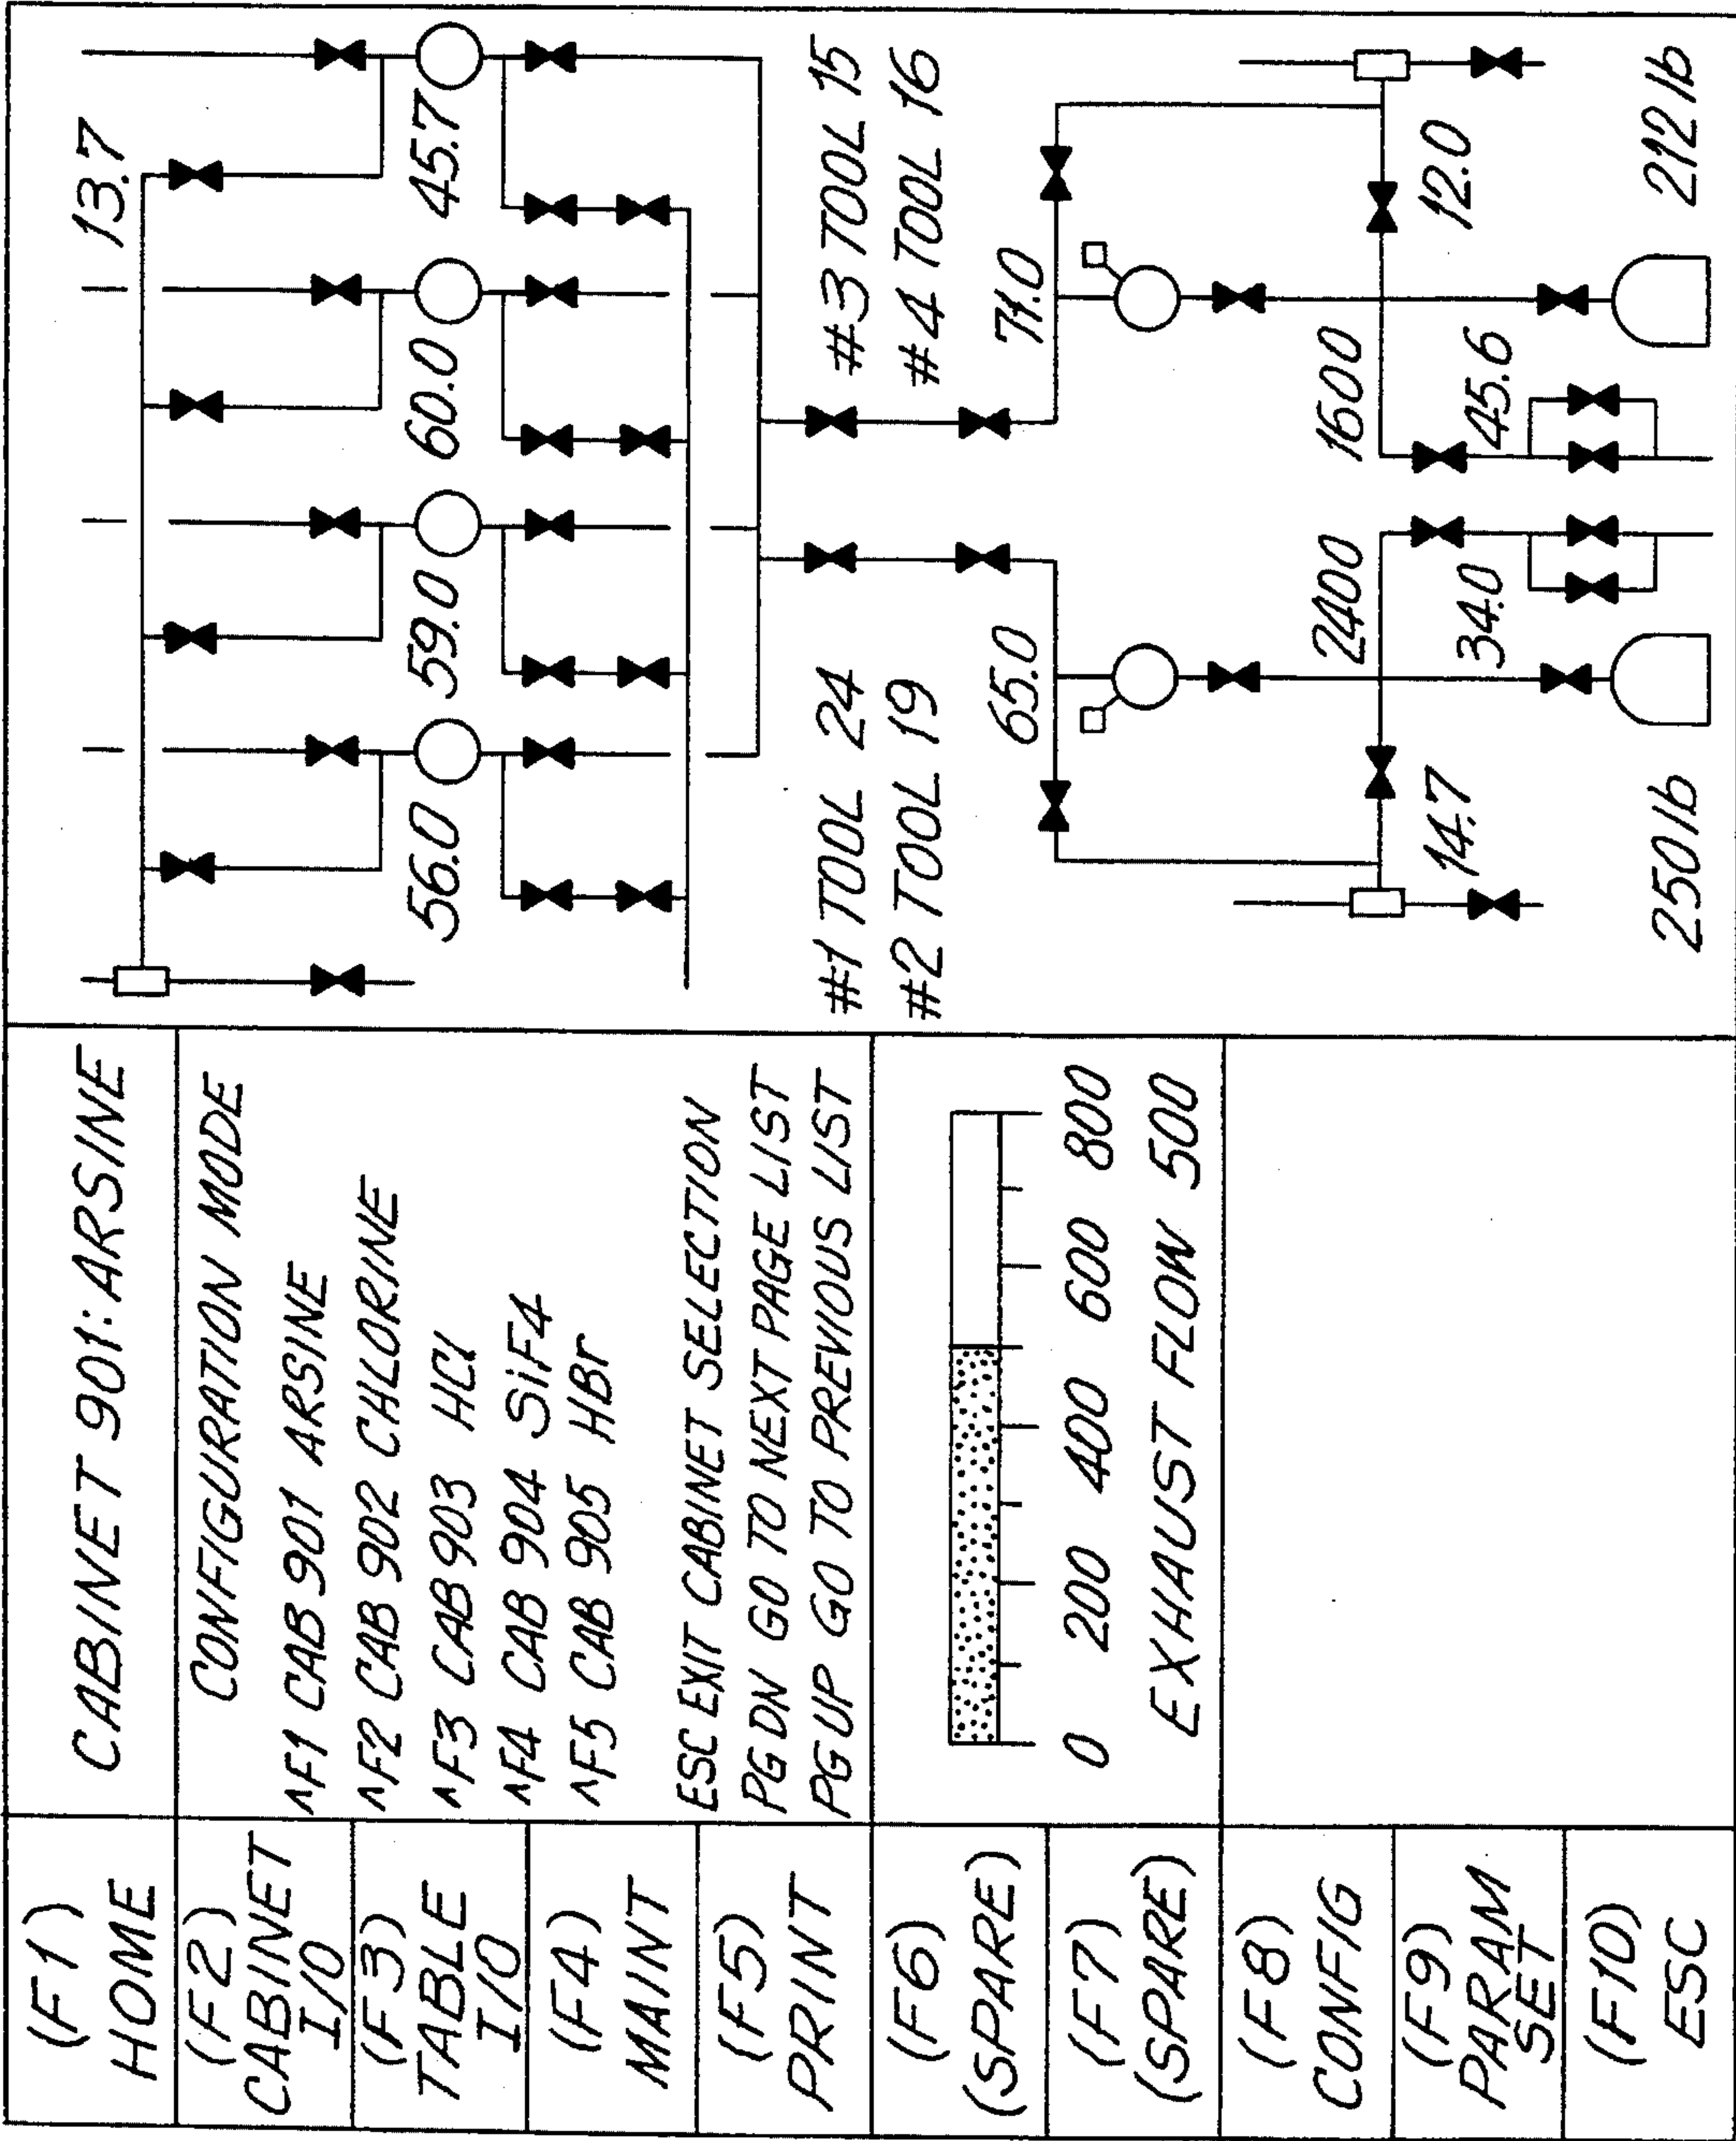 (F1)
HOME
(F2)
CABINET
I/O
(F3)
TABLE
I/O
(F4)
MAINT
(F5)
PRINT
(F6)
(SPARE)
(F7)
(SPARE)
(F8)
CONFIG
(F9)
PARAM
SET
(F10)
ESC
CABINET 901: ARSINE
CONFIGURATION MODE
^F1 CAB 901 ARSINE
^F2 CAB 902 CHLORINE
^F3 CAB 903 HCl
^F4 CAB 904 SiF4
^F5 CAB 905 HBr
ESC EXIT CABINET SELECTION
PG DN GO TO NEXT PAGE LIST
PG UP GO TO PREVIOUS LIST
0 200 400 600 800
EXHAUST FLOW 500
13.7
56.0 59.0 60.0 45.7
#1 TOOL 24 #3 TOOL 15
#2 TOOL 19 #4 TOOL 16
65.0 71.0
2400 1600
14.7 34.0 45.6 12.0
250 lb 212 lb